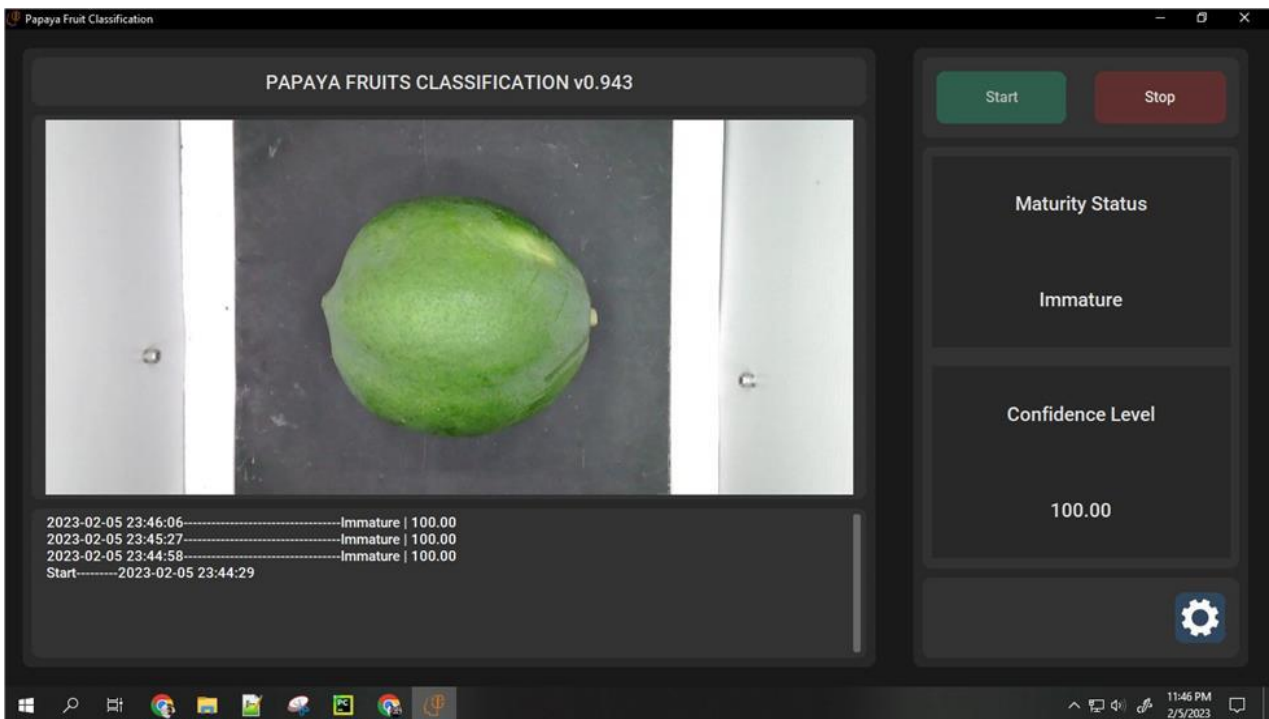 Papaya Fruit Classification
PAPAYA FRUITS CLASSIFICATION v0.943
Start
Stop
Maturity Status
Immature
Confidence Level
100.00
2023-02-05 23:46:06----------------------------------Immature | 100.00
2023-02-05 23:45:27----------------------------------Immature | 100.00
2023-02-05 23:44:58----------------------------------Immature | 100.00
Start---------2023-02-05 23:44:29
PC
11:46 PM
2/5/2023